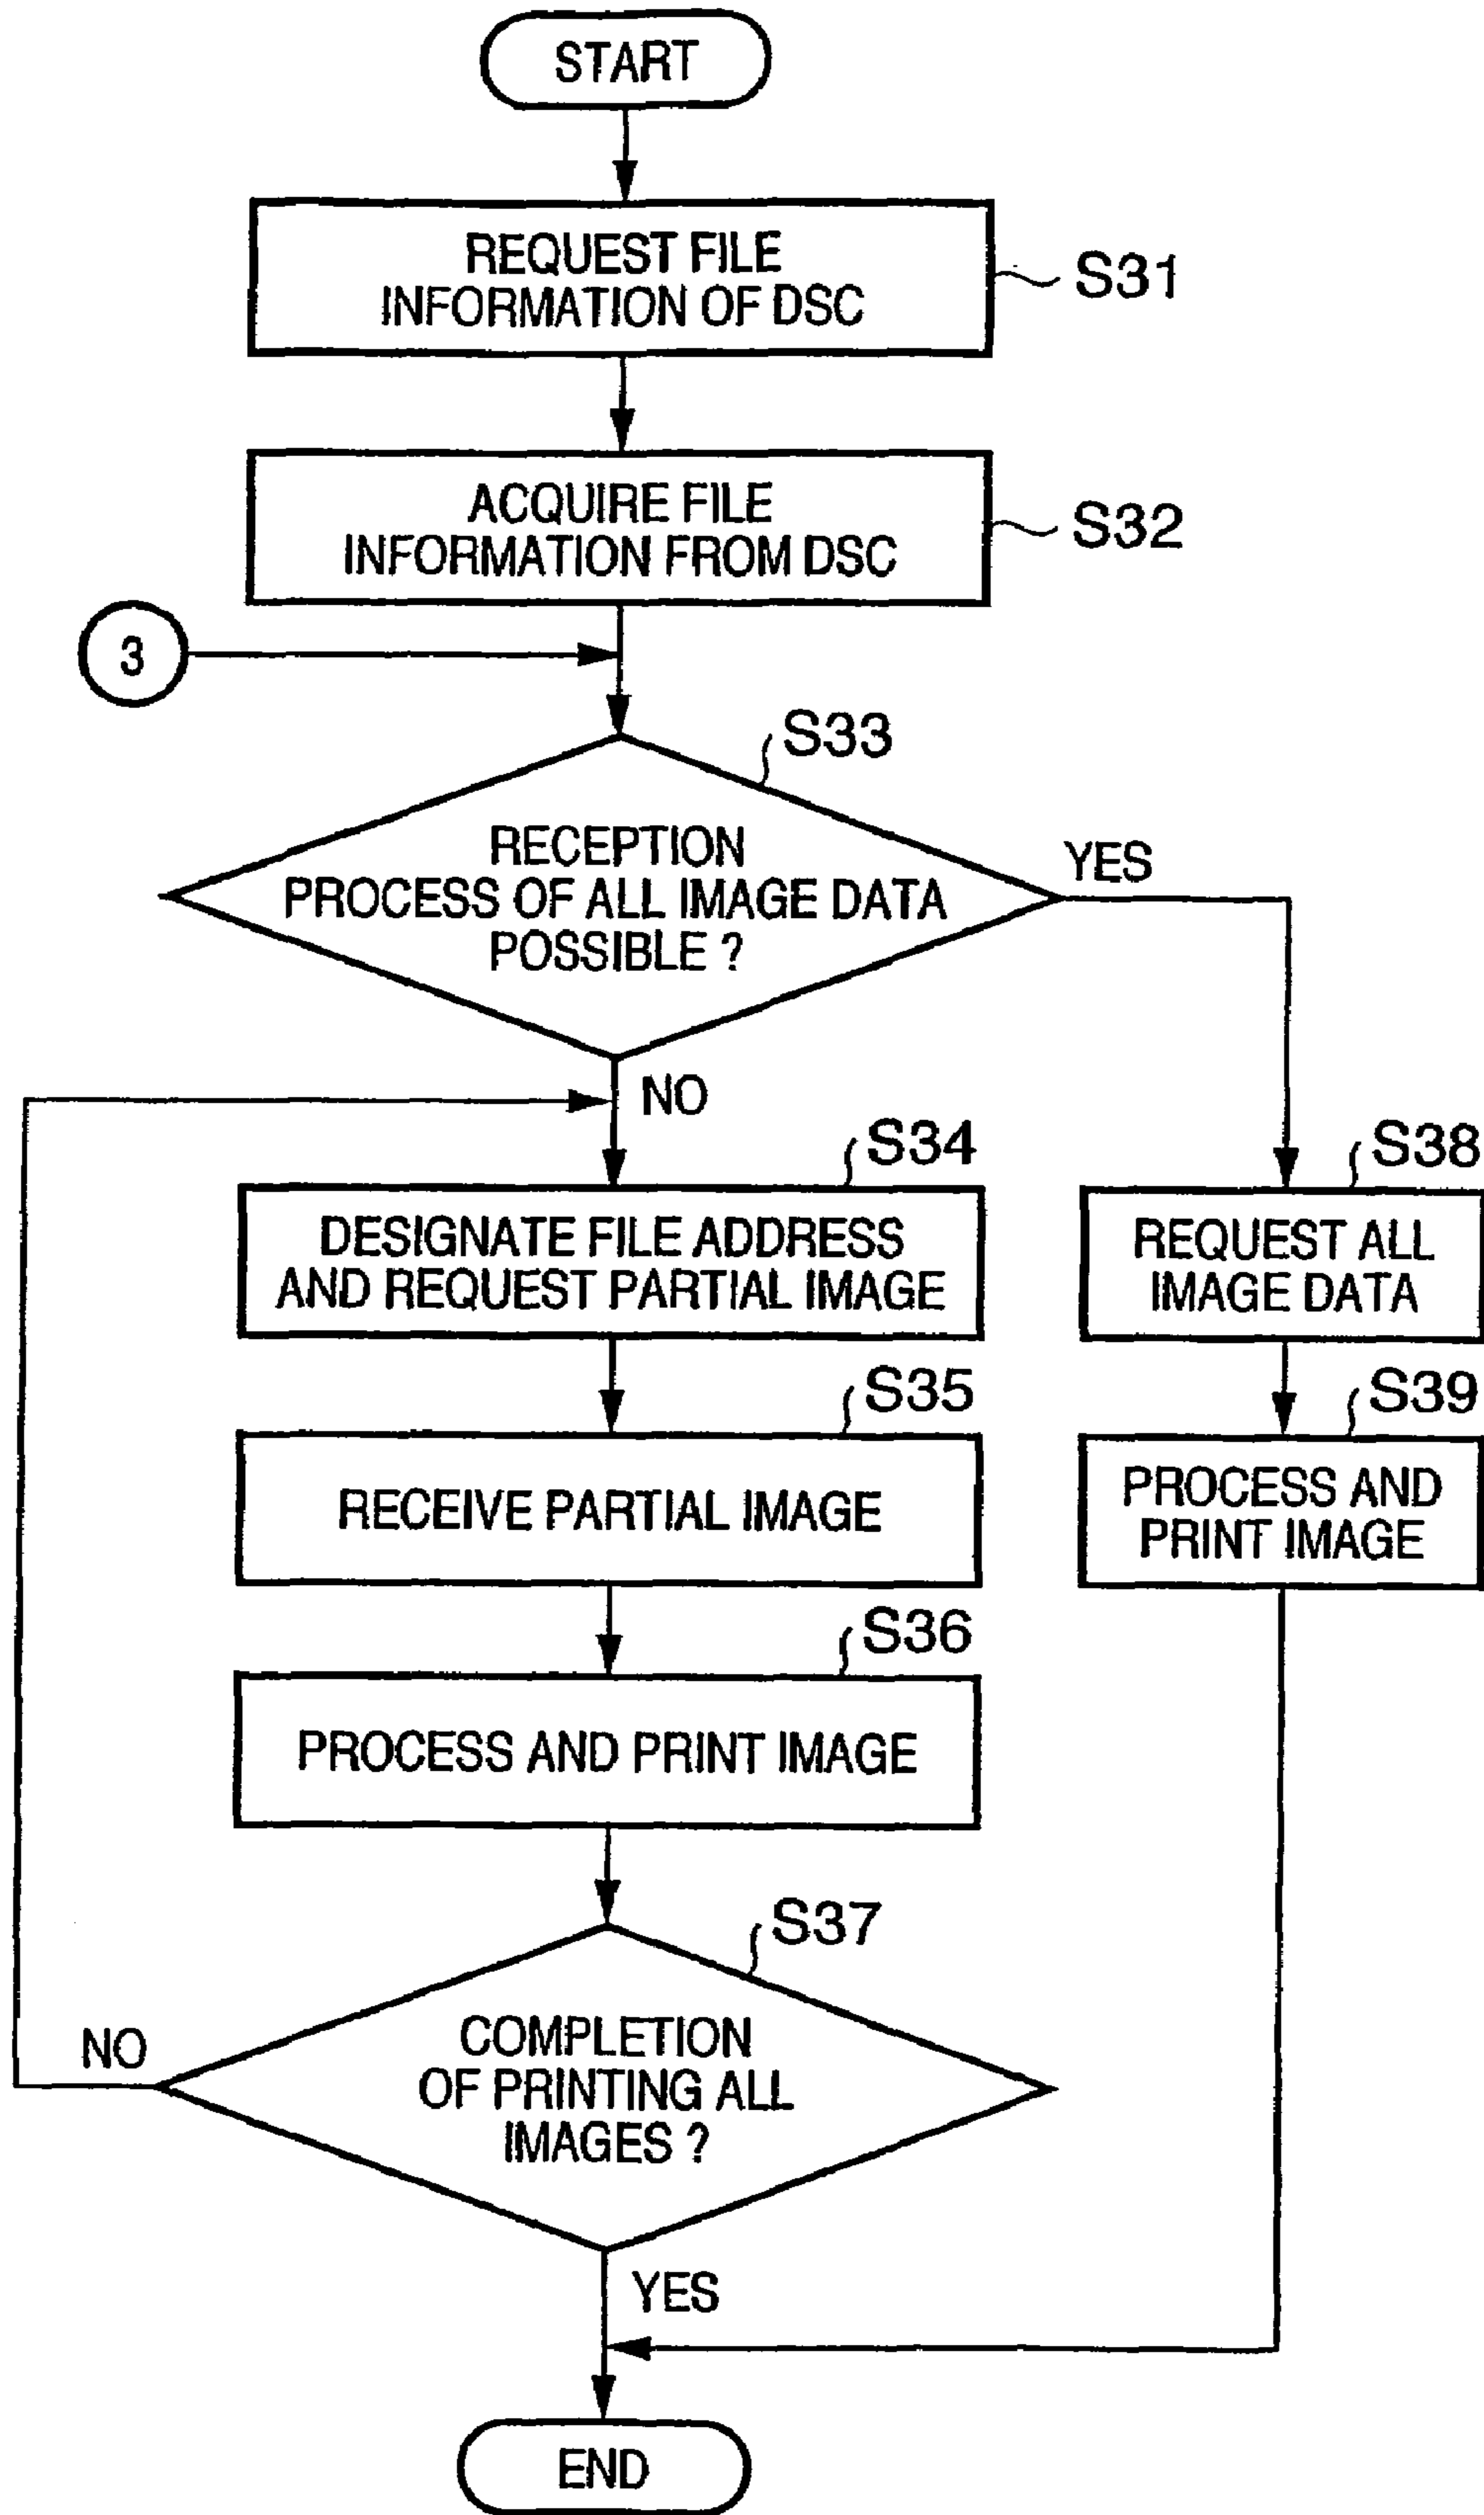 START
REQUEST FILE
INFORMATION OF DSC
S31
ACQUIRE FILE
INFORMATION FROM DSC
S32
3
S33
RECEPTION
PROCESS OF ALL IMAGE DATA
POSSIBLE ?
YES
NO
S34
DESIGNATE FILE ADDRESS
AND REQUEST PARTIAL IMAGE
S38
REQUEST ALL
IMAGE DATA
S35
RECEIVE PARTIAL IMAGE
S39
PROCESS AND
PRINT IMAGE
S36
PROCESS AND PRINT IMAGE
S37
COMPLETION
OF PRINTING ALL
IMAGES ?
NO
YES
END